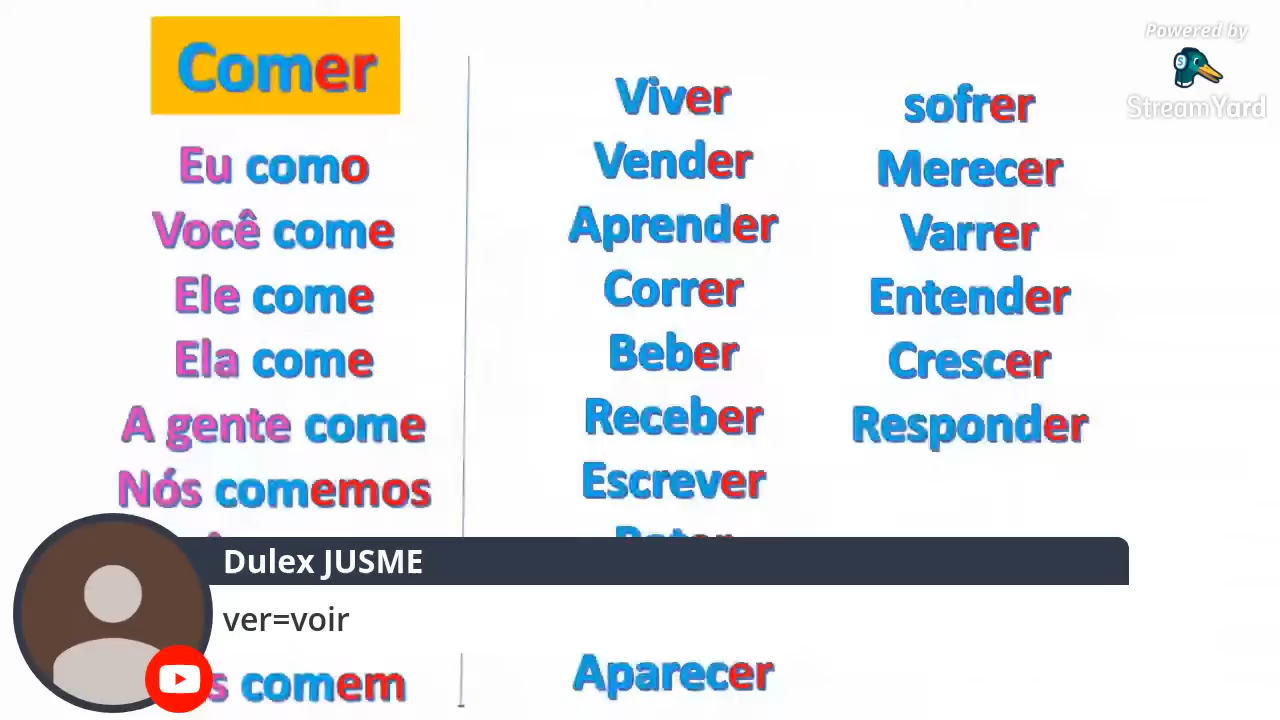 Comer
Eu como
Você come
Ele come
Ela come
A gente come
Nós comemos
comem
Viver
Vender
Aprender
Correr
Beber
Receber
Escrever
Aparecer
sofrer
Merecer
Varrer
Entender
Crescer
Responder
Dulex JUSME
ver=voir
Powered by
StreamYard